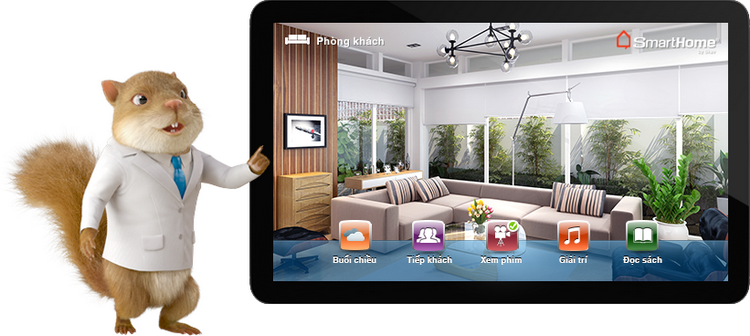 Phòng khách
SmartHome
Buổi chiều
Tiếp khách
Xem phim
Giải trí
Đọc sách